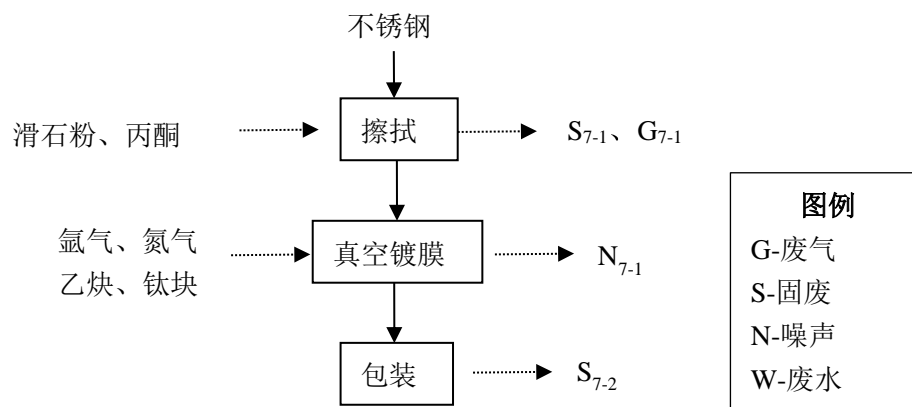 不锈钢
滑石粉、丙酮
擦拭
S7-1、G7-1
氩气、氮气
乙炔、钛块
真空镀膜
N7-1
包装
S7-2
图例
G-废气
S-固废
N-噪声
W-废水